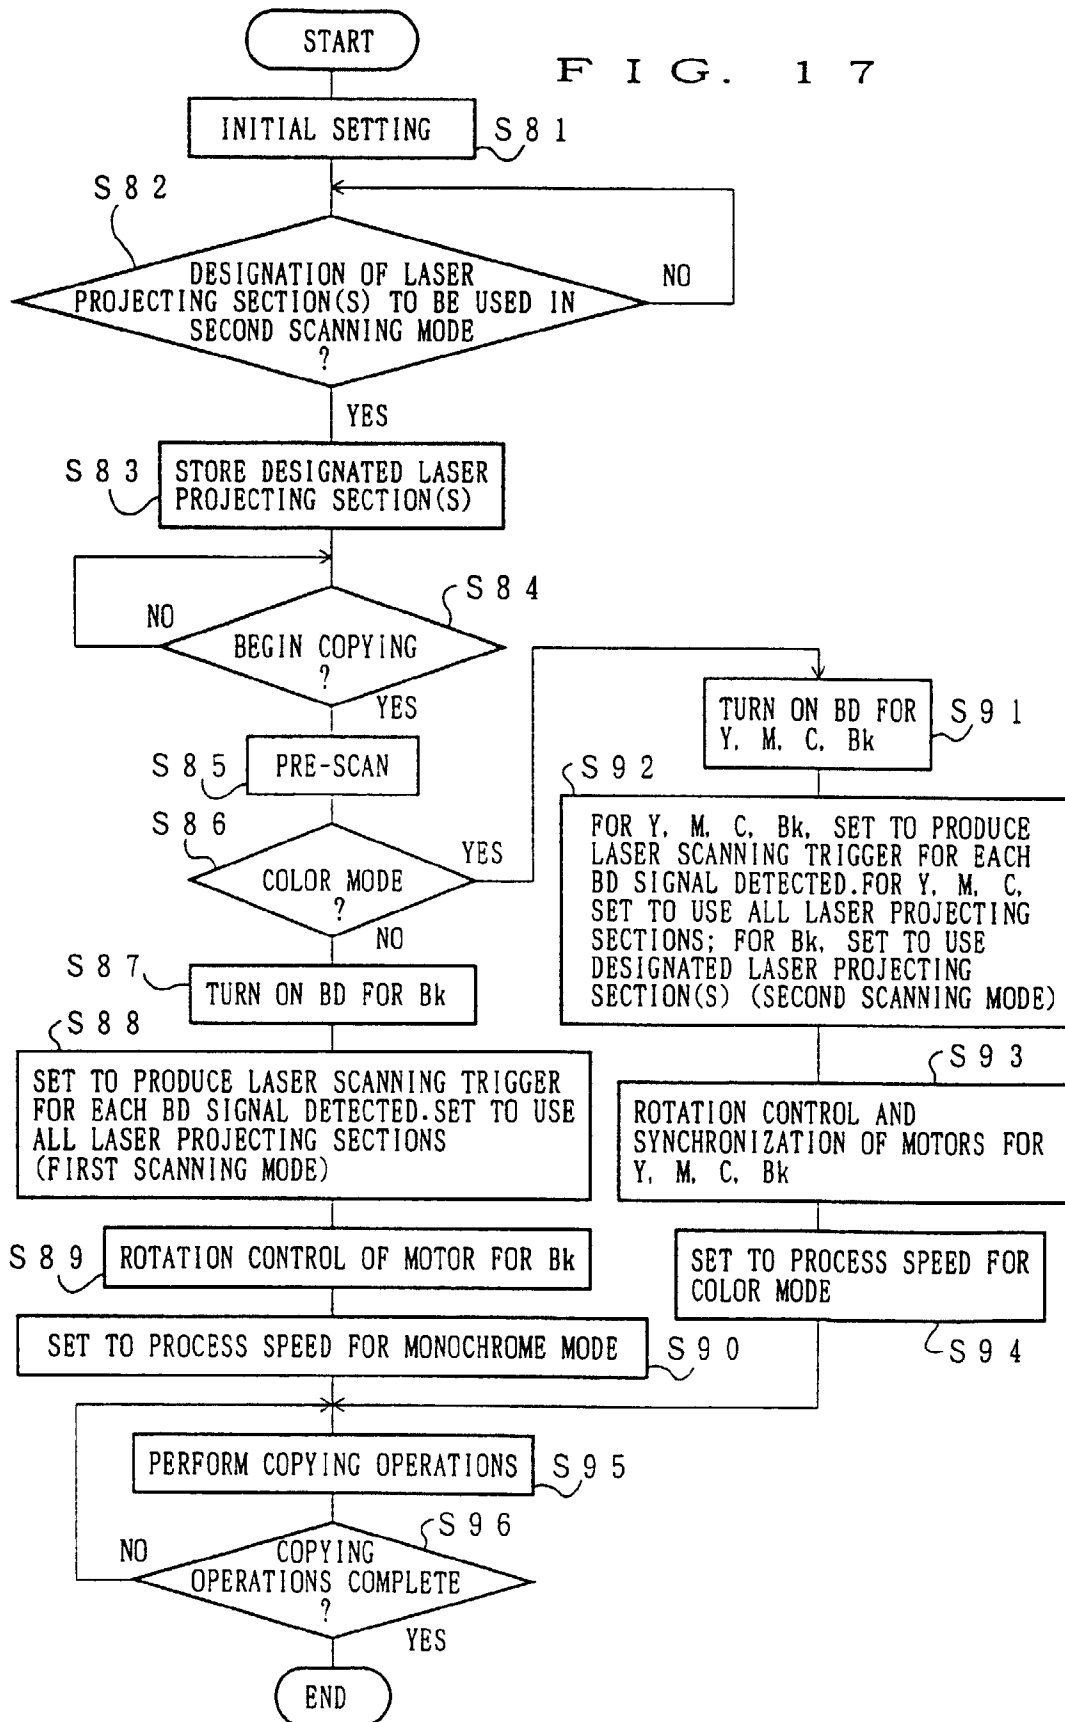 START
F I G. 1 7
INITIAL SETTING
S 8 1
S 8 2
DESIGNATION OF LASER
PROJECTING SECTION(S) TO BE USED IN
SECOND SCANNING MODE
?
NO
YES
S 8 3
STORE DESIGNATED LASER
PROJECTING SECTION(S)
S 8 4
NO
BEGIN COPYING
?
YES
S 8 5
PRE-SCAN
S 8 6
COLOR MODE
?
YES
NO
S 8 7
TURN ON BD FOR Bk
S 8 8
SET TO PRODUCE LASER SCANNING TRIGGER
FOR EACH BD SIGNAL DETECTED.SET TO USE
ALL LASER PROJECTING SECTIONS
(FIRST SCANNING MODE)
S 8 9
ROTATION CONTROL OF MOTOR FOR Bk
SET TO PROCESS SPEED FOR MONOCHROME MODE
S 9 0
TURN ON BD FOR
Y, M, C, Bk
S 9 1
S 9 2
FOR Y, M, C, Bk, SET TO PRODUCE
LASER SCANNING TRIGGER FOR EACH
BD SIGNAL DETECTED.FOR Y, M, C,
SET TO USE ALL LASER PROJECTING
SECTIONS; FOR Bk, SET TO USE
DESIGNATED LASER PROJECTING
SECTION(S) (SECOND SCANNING MODE)
S 9 3
ROTATION CONTROL AND
SYNCHRONIZATION OF MOTORS FOR
Y, M, C, Bk
SET TO PROCESS SPEED FOR
COLOR MODE
S 9 4
PERFORM COPYING OPERATIONS
S 9 5
S 9 6
NO
COPYING
OPERATIONS COMPLETE
?
YES
END